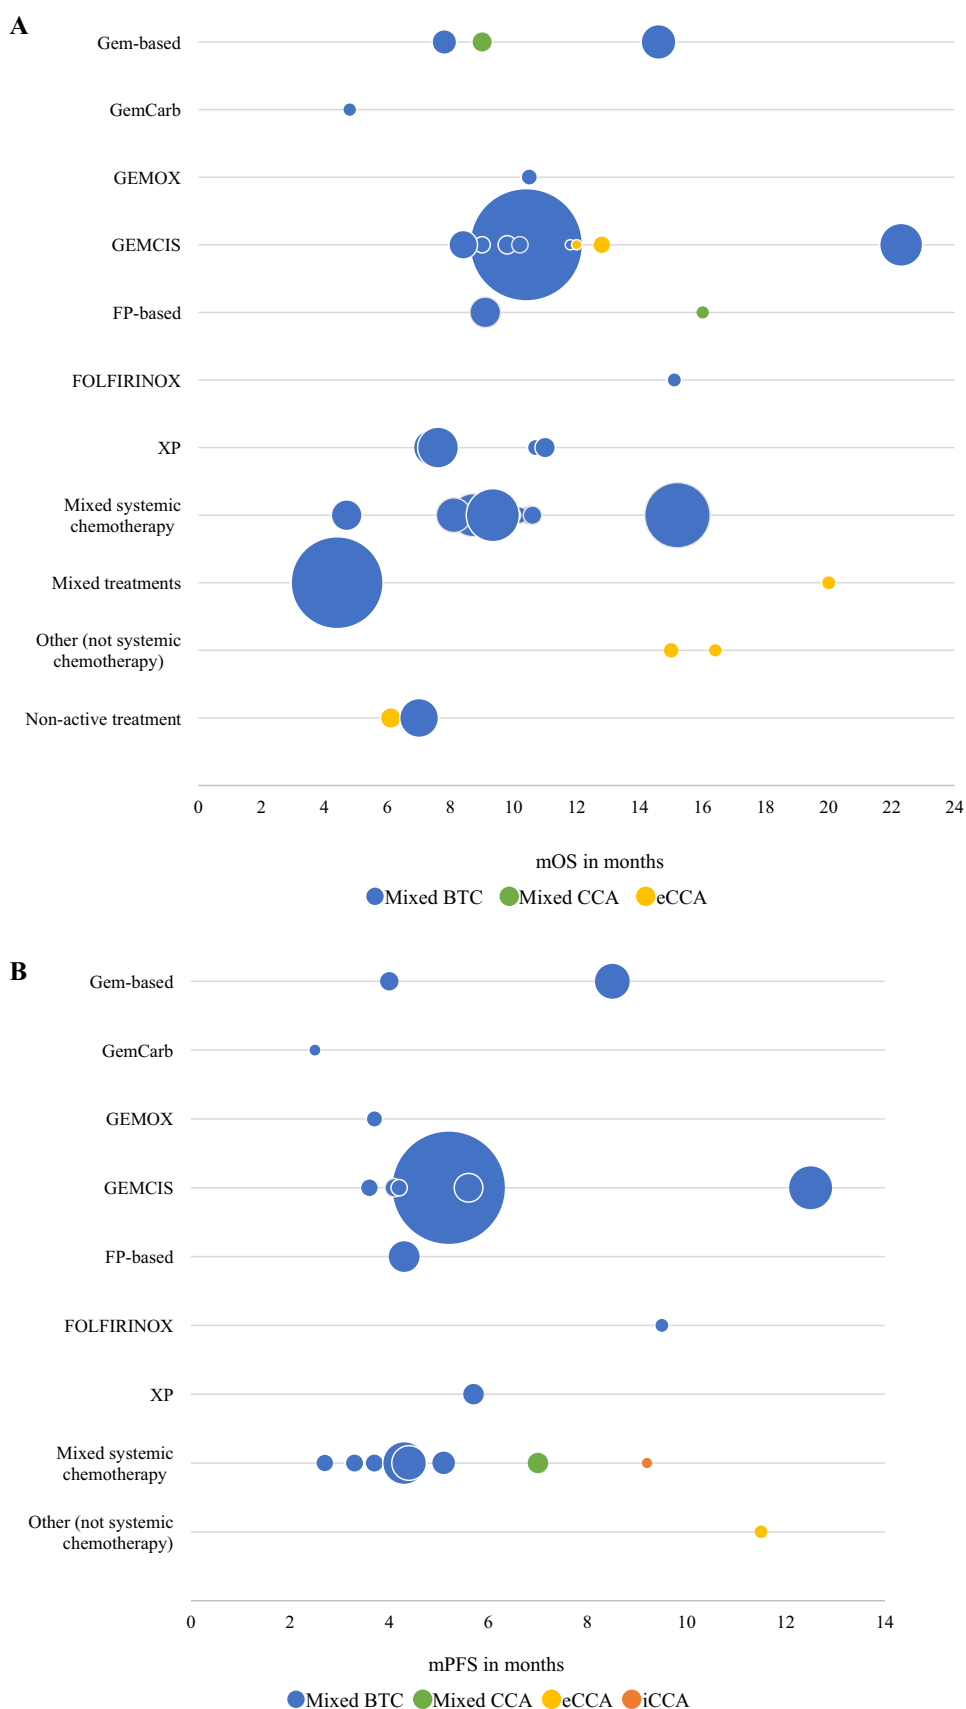 A
Gem-based
GemCarb
GEMOX
GEMCIS
FP-based
FOLFIRINOX
XP
Mixed systemic
chemotherapy
Mixed treatments
Other (not systemic
chemotherapy)
Non-active treatment
0 2 4 6 8 10 12 14 16 18 20 22 24
mOS in months
Mixed BTC Mixed CCA eCCA
B
Gem-based
GemCarb
GEMOX
GEMCIS
FP-based
FOLFIRINOX
XP
Mixed systemic
chemotherapy
Other (not systemic
chemotherapy)
0 2 4 6 8 10 12 14
mPFS in months
Mixed BTC Mixed CCA eCCA iCCA